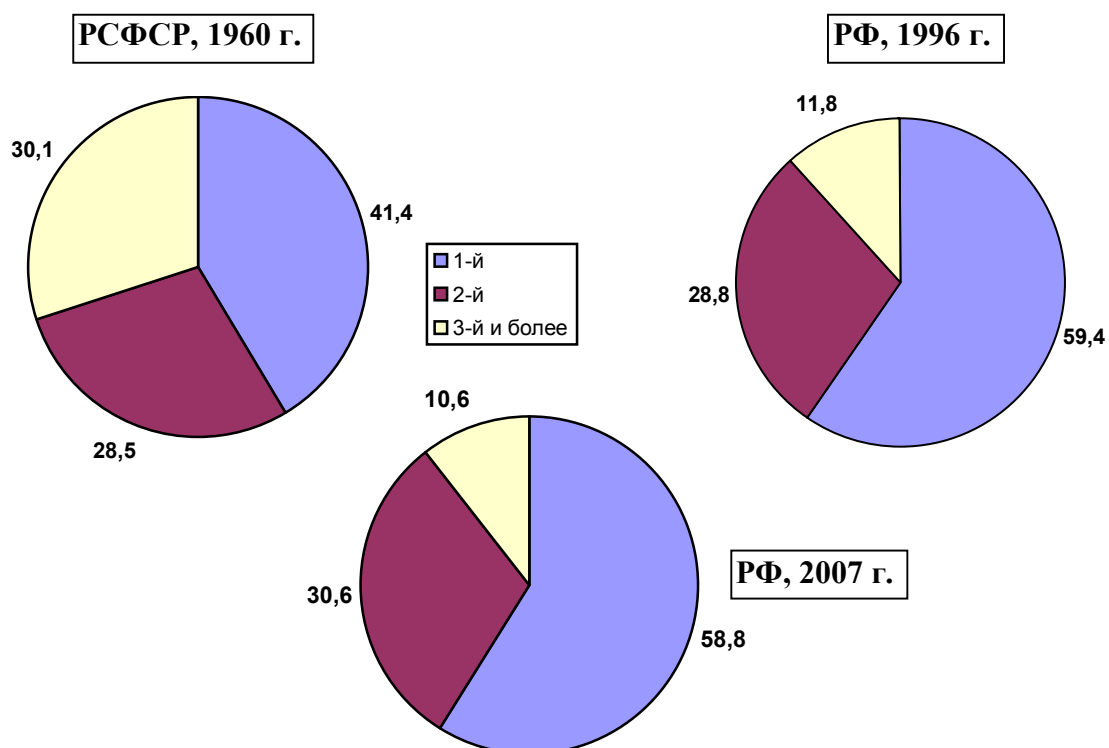 РСФСР, 1960 г.
РФ, 1996 г.
11,8
30,1
41,4
1-й
2-й
3-й и более
28,8
59,4
28,5
10,6
30,6
РФ, 2007 г.
58,8